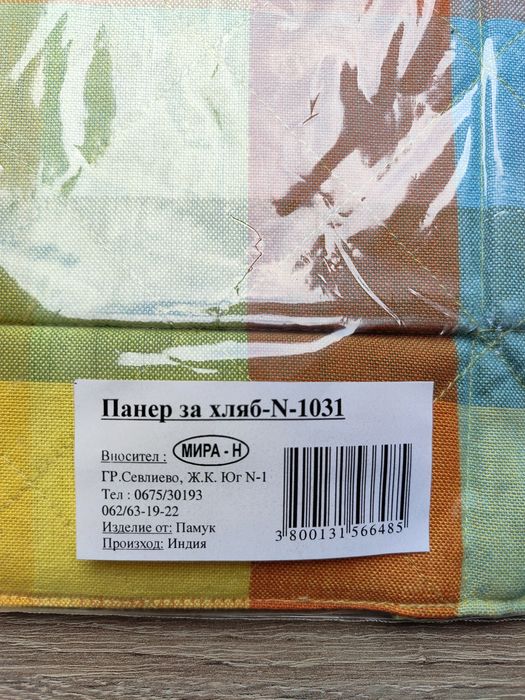 Панер за хляб-N-1031
Вносител : МИРА - Н
ГР.Севлиево, Ж.К. Юг N-1
Тел : 0675/30193
062/63-19-22
Изделие от: Памук
Произход: Индия
3 800131 566485